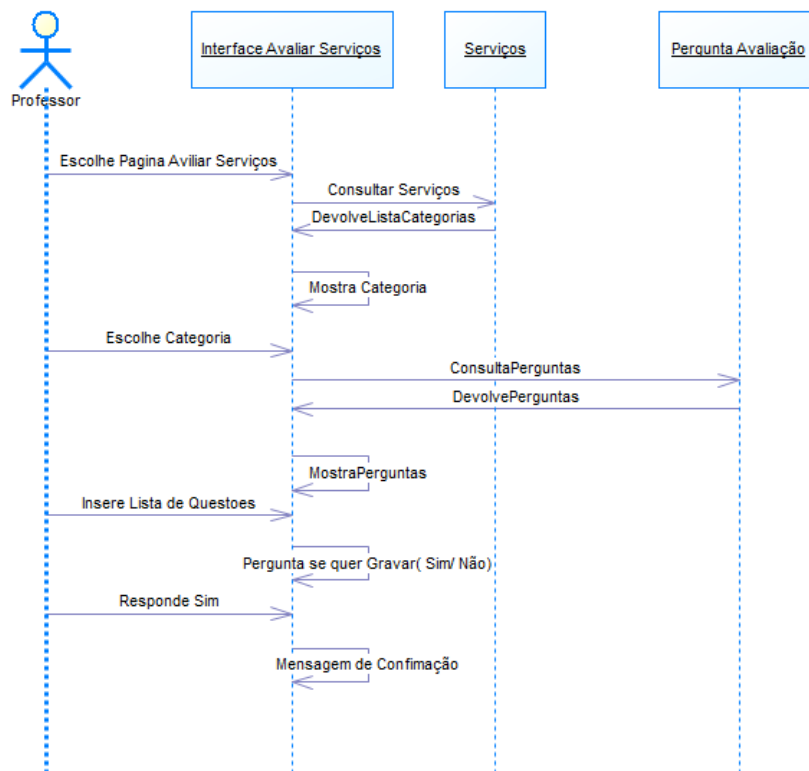 Interface Avaliar Serviços
Serviços
Pergunta Avaliação
Professor
Escolhe Pagina Aviliar Serviços
Consultar Serviços
DevolveListaCategorias
Mostra Categoria
Escolhe Categoria
ConsultaPerguntas
DevolvePerguntas
MostraPerguntas
Insere Lista de Questoes
Pergunta se quer Gravar( Sim/ Não)
Responde Sim
Mensagem de Confimação